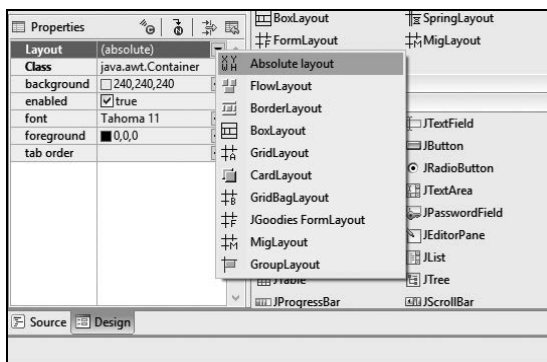 Properties
Layout (absolute)
Class java.awt.Container
background 240,240,240
enabled true
font Tahoma 11
foreground 0,0,0
tab order
Absolute layout
FlowLayout
BorderLayout
BoxLayout
GridLayout
CardLayout
GridBagLayout
JGoodies FormLayout
MigLayout
GroupLayout
BoxLayout SpringLayout
FormLayout MigLayout
JTextField
JButton
JRadioButton
JTextArea
JPasswordField
JEditorPane
JList
JTable JTree
JProgressBar JScrollBar
Source Design